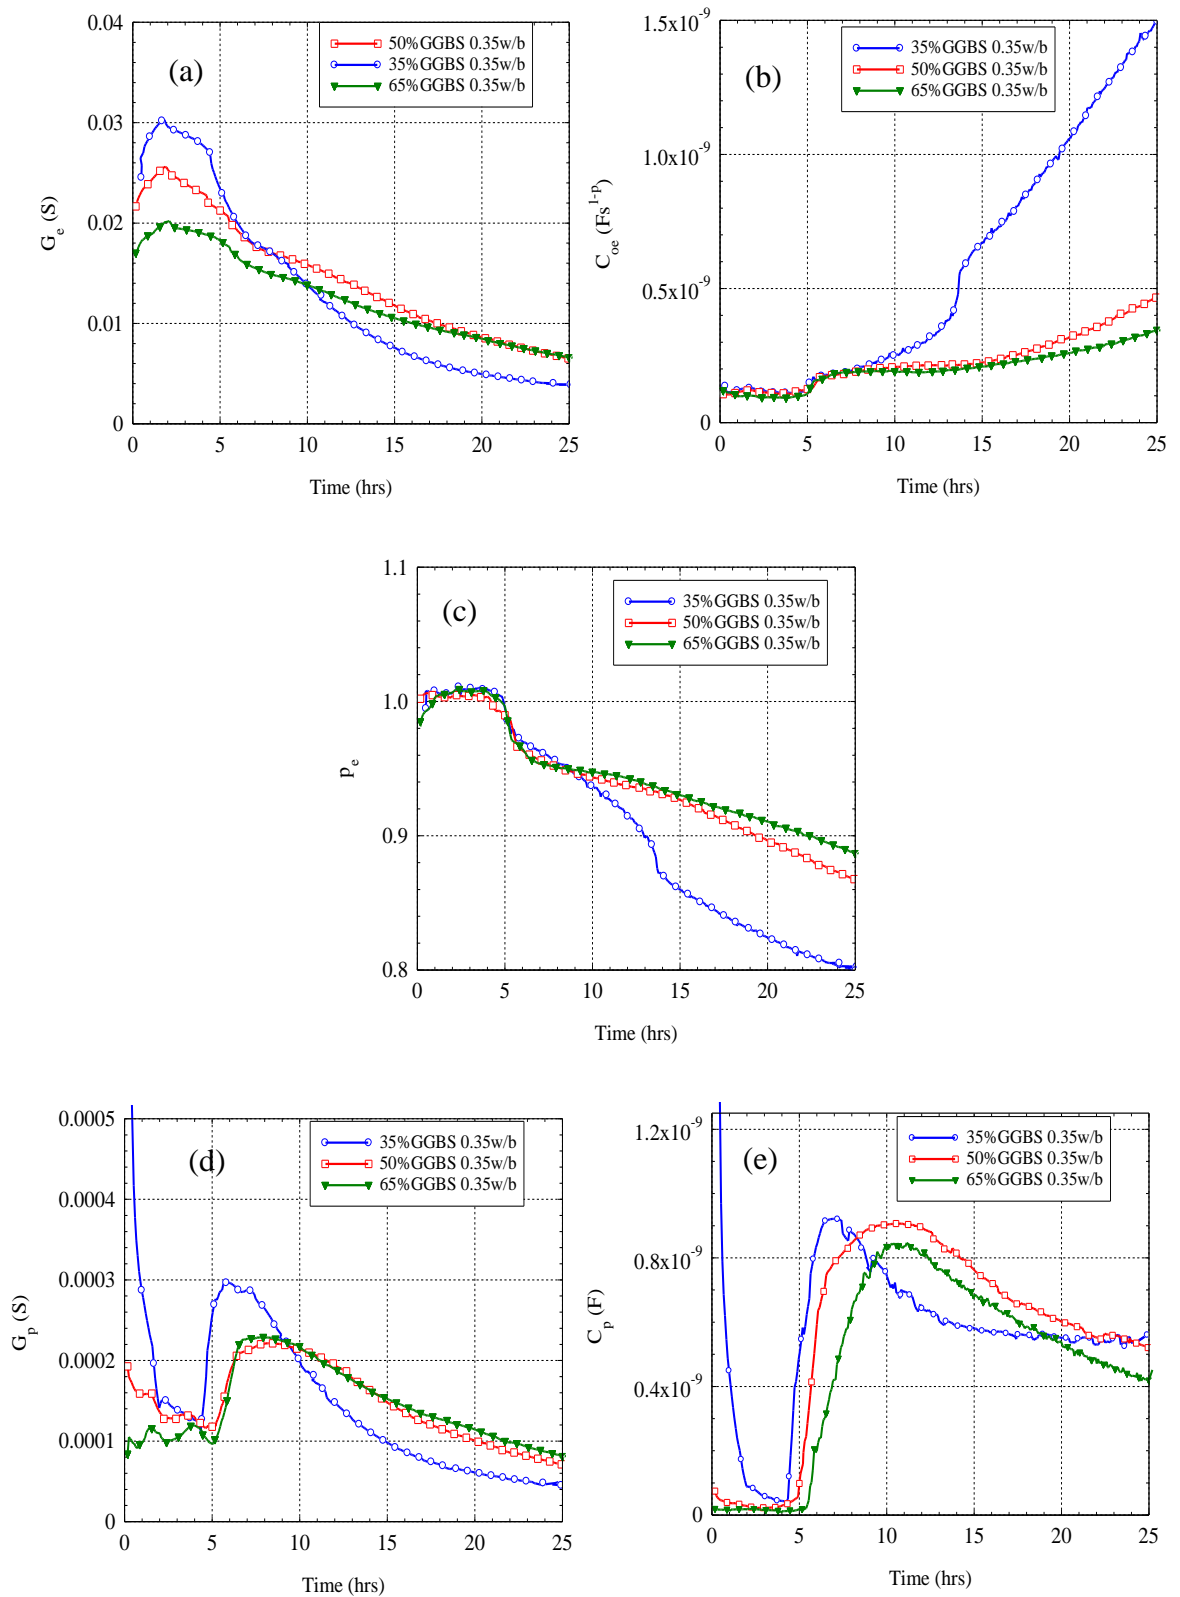 0.04
0.03
0.02
0.01
0
G_e (S)
(a)
50%GGBS 0.35w/b
35%GGBS 0.35w/b
65%GGBS 0.35w/b
0 5 10 15 20 25
Time (hrs)
1.5x10^-9
1.0x10^-9
0.5x10^-9
0
C_oe (Fs^1-p)
(b)
35%GGBS 0.35w/b
50%GGBS 0.35w/b
65%GGBS 0.35w/b
0 5 10 15 20 25
Time (hrs)
1.1
1.0
0.9
0.8
p_e
(c)
35%GGBS 0.35w/b
50%GGBS 0.35w/b
65%GGBS 0.35w/b
0 5 10 15 20 25
Time (hrs)
0.0005
0.0004
0.0003
0.0002
0.0001
0
G_p (S)
(d)
35%GGBS 0.35w/b
50%GGBS 0.35w/b
65%GGBS 0.35w/b
0 5 10 15 20 25
Time (hrs)
1.2x10^-9
0.8x10^-9
0.4x10^-9
0
C_p (F)
(e)
35%GGBS 0.35w/b
50%GGBS 0.35w/b
65%GGBS 0.35w/b
0 5 10 15 20 25
Time (hrs)